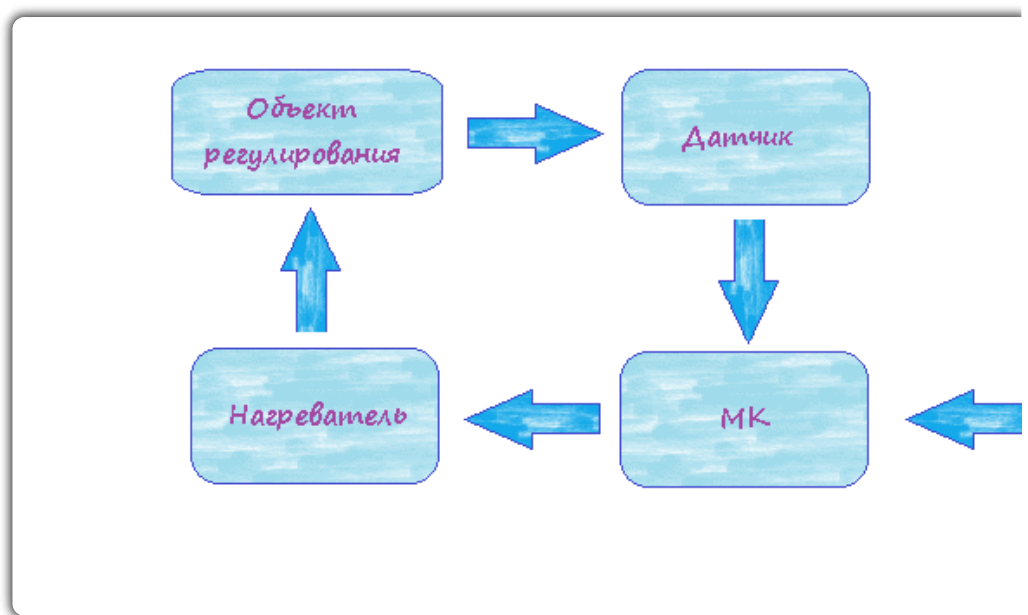 Объект
регулирования
Датчик
Нагреватель
МК